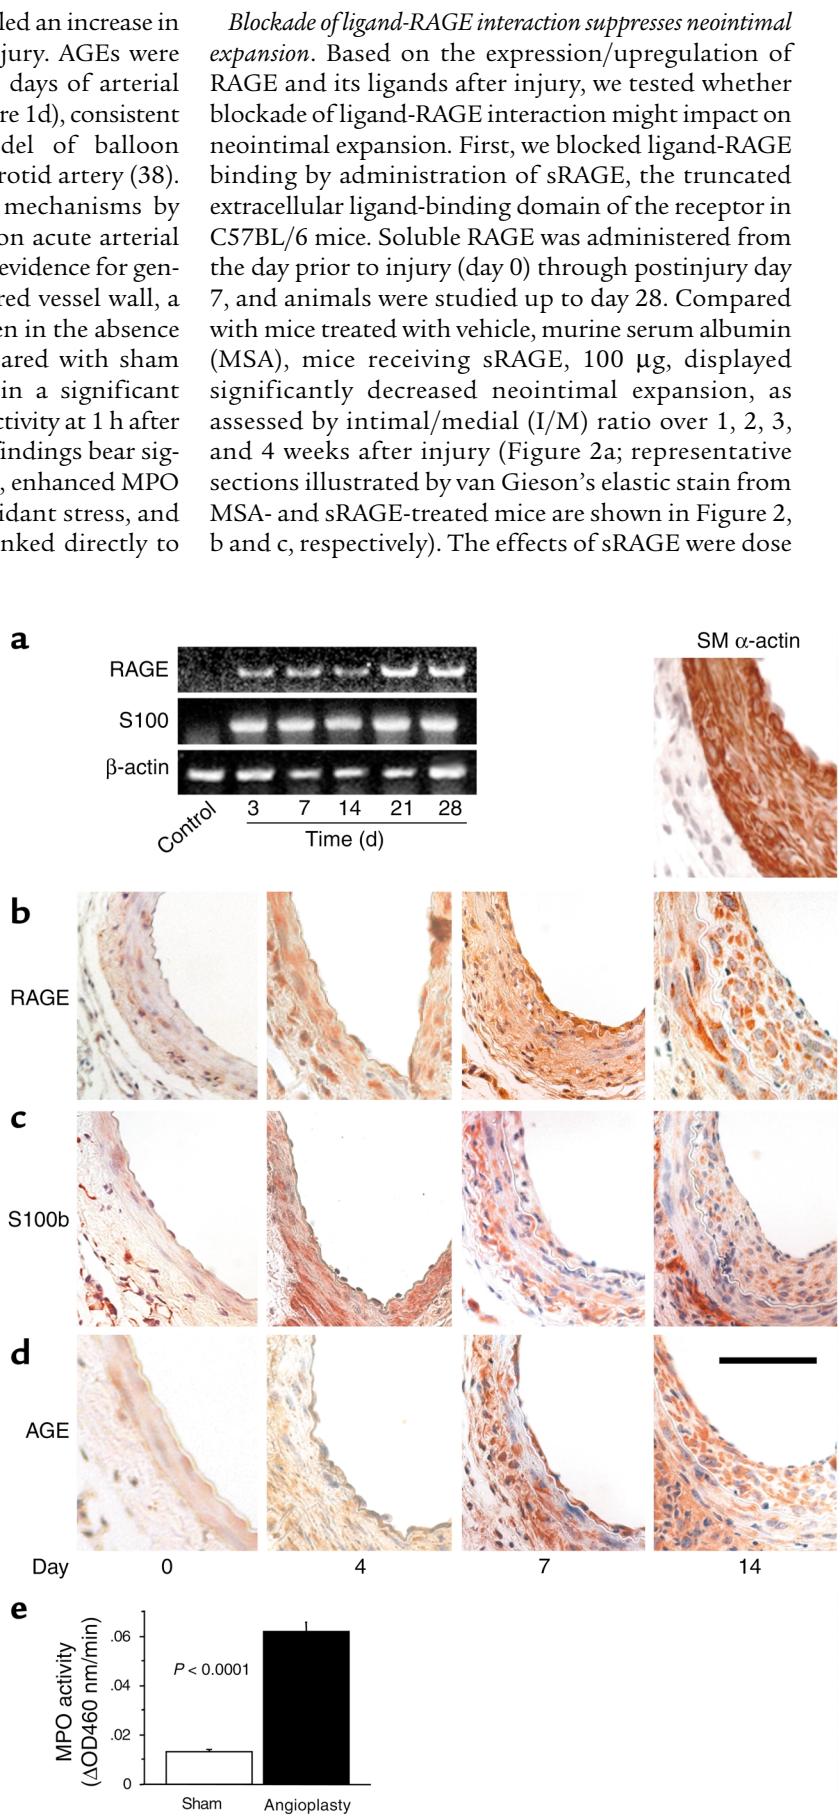 led an increase in
jury. AGEs were
days of arterial
re 1d), consistent
del of balloon
rotid artery (38).
mechanisms by
on acute arterial
evidence for gen-
red vessel wall, a
en in the absence
pared with sham
in a significant
ctivity at 1 h after
findings bear sig-
, enhanced MPO
idant stress, and
nked directly to
Blockade of ligand-RAGE interaction suppresses neointimal
expansion. Based on the expression/upregulation of
RAGE and its ligands after injury, we tested whether
blockade of ligand-RAGE interaction might impact on
neointimal expansion. First, we blocked ligand-RAGE
binding by administration of sRAGE, the truncated
extracellular ligand-binding domain of the receptor in
C57BL/6 mice. Soluble RAGE was administered from
the day prior to injury (day 0) through postinjury day
7, and animals were studied up to day 28. Compared
with mice treated with vehicle, murine serum albumin
(MSA), mice receiving sRAGE, 100 μg, displayed
significantly decreased neointimal expansion, as
assessed by intimal/medial (I/M) ratio over 1, 2, 3,
and 4 weeks after injury (Figure 2a; representative
sections illustrated by van Gieson’s elastic stain from
MSA- and sRAGE-treated mice are shown in Figure 2,
b and c, respectively). The effects of sRAGE were dose
a
RAGE
S100
β-actin
Control 3 7 14 21 28
Time (d)
SM α-actin
b
RAGE
c
S100b
d
AGE
Day 0 4 7 14
e
MPO activity
(ΔOD460 nm/min)
.06
.04
.02
0
P < 0.0001
Sham Angioplasty